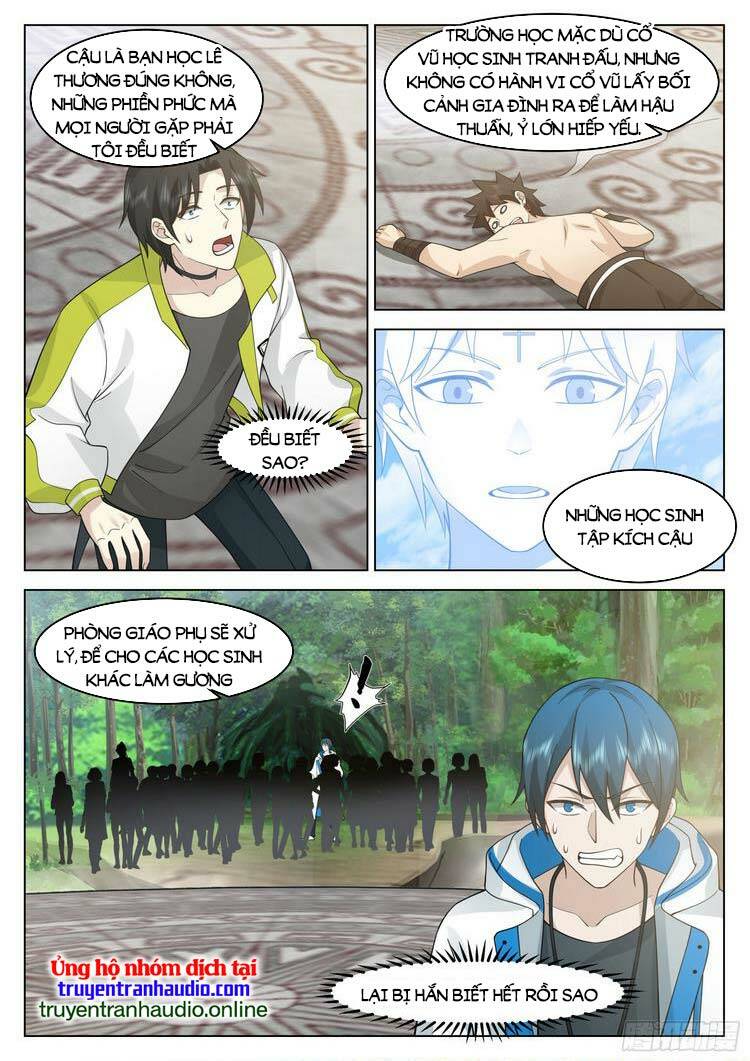 CẬU LÀ BẠN HỌC LÊ
THƯƠNG ĐÚNG KHÔNG,
NHỮNG PHIỀN PHỨC MÀ
MỌI NGƯỜI GẶP PHẢI
TÔI ĐỀU BIẾT
TRƯỜNG HỌC MẶC DÙ CỔ
VŨ HỌC SINH TRANH ĐẤU, NHƯNG
KHÔNG CÓ HÀNH VI CỔ VŨ LẤY BỐI
CẢNH GIA ĐÌNH RA ĐỂ LÀM HẬU
THUẪN, Ỷ LỚN HIẾP YẾU.
ĐỀU BIẾT
SAO?
NHỮNG HỌC SINH
TẬP KÍCH CẬU
PHÒNG GIÁO PHỤ SẼ XỬ
LÝ, ĐỂ CHO CÁC HỌC SINH
KHÁC LÀM GƯƠNG
!
LẠI BỊ HẮN BIẾT HẾT RỒI SAO
Ủng hộ nhóm dịch tại
truyentranhaudio.com
truyentranhaudio.online